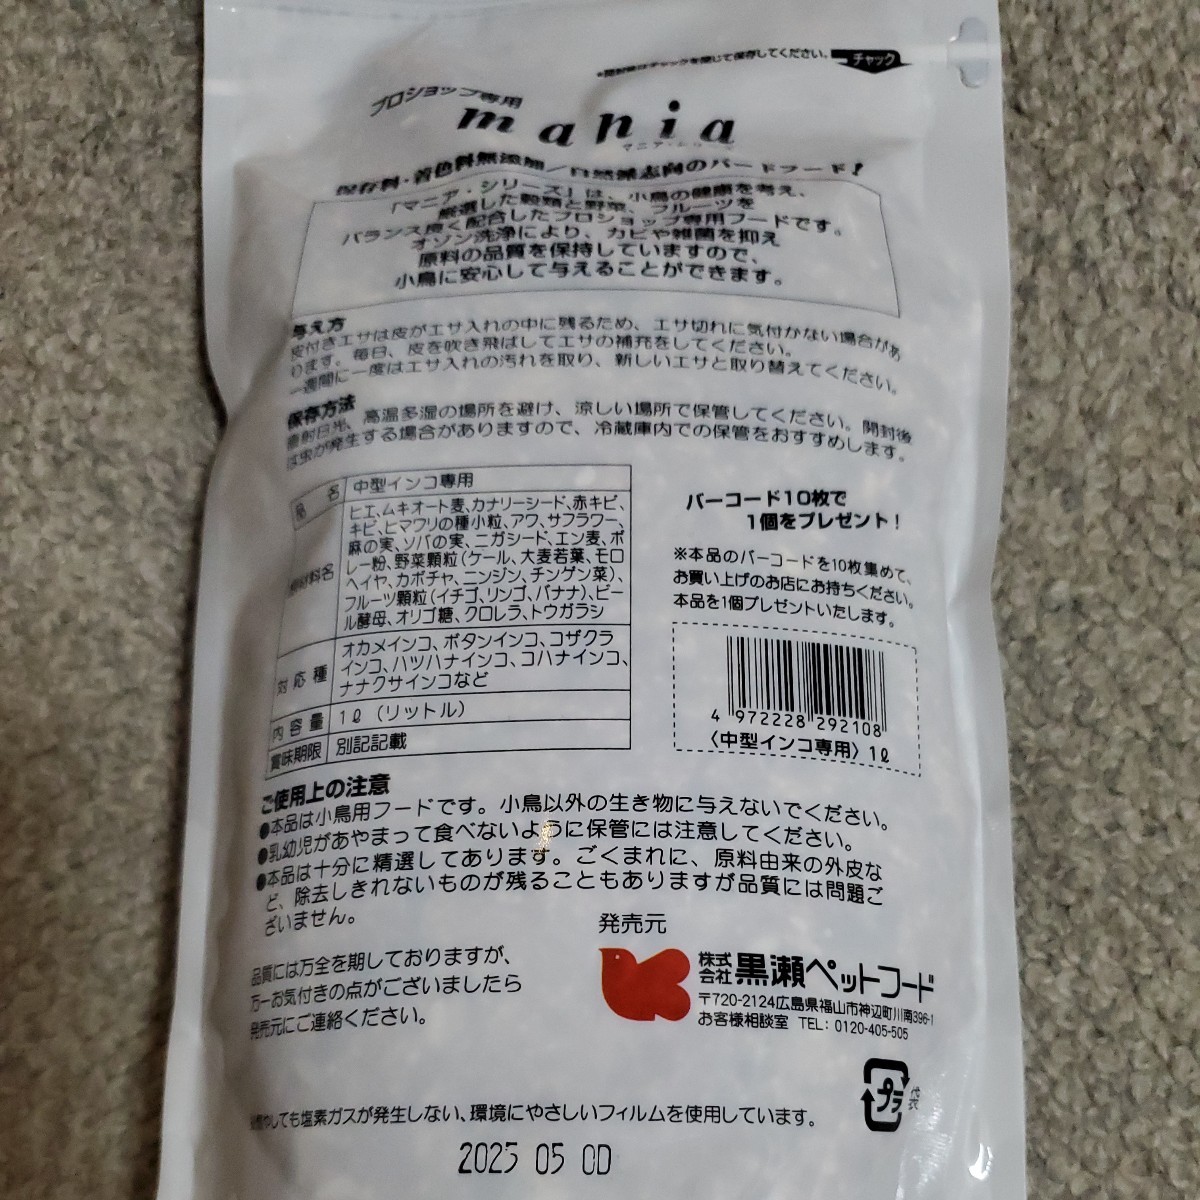 *開封後はチャックを閉じて保存してください。
チャック
プロショップ専用
mania
マニア・シリーズ
保存料・着色料無添加/自然派志向のバードフード!
「マニア・シリーズ」は、小鳥の健康を考え、
厳選した穀類と野菜、フルーツを
バランス良く配合したプロショップ専用フードです。
オゾン洗浄により、カビや雑菌を抑え
原料の品質を保持していますので、
小鳥に安心して与えることができます。
与え方
皮付きエサは皮がエサ入れの中に残るため、エサ切れに気付かない場合があ
ります。毎日、皮を吹き飛ばしてエサの補充をしてください。
一週間に一度はエサ入れの汚れを取り、新しいエサと取り替えてください。
保存方法
直射日光、高温多湿の場所を避け、涼しい場所で保管してください。開封後
は虫が発生する場合がありますので、冷蔵庫内での保管をおすすめします。
品名 中型インコ専用
原材料名 ヒエ、ムキオート麦、カナリーシード、赤キビ、
キビ、ヒマワリの種小粒、アワ、サフラワー、
麻の実、ソバの実、ニガシード、エン麦、ボ
レー粉、野菜顆粒(ケール、大麦若葉、モロ
ヘイヤ、カボチャ、ニンジン、チンゲン菜)、
フルーツ顆粒(イチゴ、リンゴ、バナナ)、ビー
ル酵母、オリゴ糖、クロレラ、トウガラシ
対応種 オカメインコ、ボタンインコ、コザクラ
インコ、ハツハナインコ、コハナインコ、
ナナクサインコなど
内容量 1ℓ(リットル)
賞味期限 別記記載
バーコード10枚で
1個をプレゼント!
※本品のバーコードを10枚集めて、
お買い上げのお店にお持ちください。
本品を1個プレゼントいたします。
4 972228 292108
〈中型インコ専用〉1ℓ
ご使用上の注意
●本品は小鳥用フードです。小鳥以外の生き物に与えないでください。
●乳幼児があやまって食べないように保管には注意してください。
●本品は十分に精選してあります。ごくまれに、原料由来の外皮な
ど、除去しきれないものが残ることもありますが品質には問題ご
ざいません。
品質には万全を期しておりますが、
万一お気付きの点がございましたら
発売元にご連絡ください。
発売元
株式会社 黒瀬ペットフード
〒720-2124広島県福山市神辺町川南396-1
お客様相談室 TEL: 0120-405-505
プラ
燃やしても塩素ガスが発生しない、環境にやさしいフィルムを使用しています。
2025 05 0D